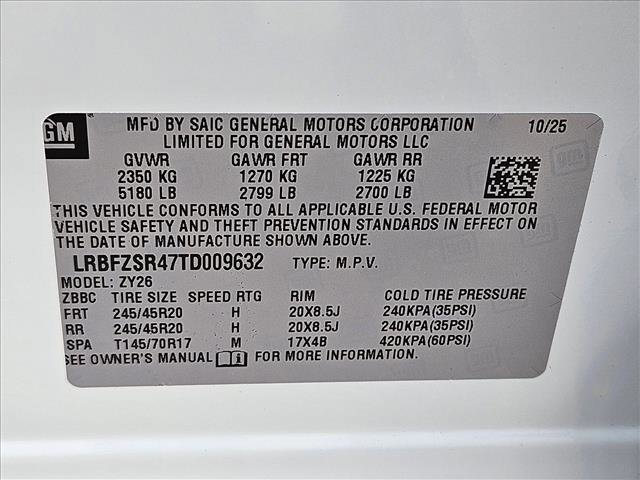 GM
MFD BY SAIC GENERAL MOTORS CORPORATION 10/25
LIMITED FOR GENERAL MOTORS LLC
GVWR GAWR FRT GAWR RR
2350 KG 1270 KG 1225 KG
5180 LB 2799 LB 2700 LB
THIS VEHICLE CONFORMS TO ALL APPLICABLE U.S. FEDERAL MOTOR
VEHICLE SAFETY AND THEFT PREVENTION STANDARDS IN EFFECT ON
THE DATE OF MANUFACTURE SHOWN ABOVE.
LRBFZSR47TD009632 TYPE: M.P.V.
MODEL: ZY26
ZBBC TIRE SIZE SPEED RTG RIM COLD TIRE PRESSURE
FRT 245/45R20 H 20X8.5J 240KPA(35PSI)
RR 245/45R20 H 20X8.5J 240KPA(35PSI)
SPA T145/70R17 M 17X4B 420KPA(60PSI)
SEE OWNER'S MANUAL FOR MORE INFORMATION.